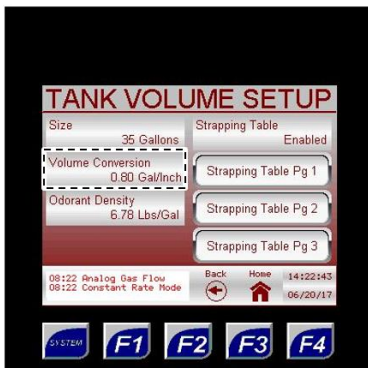 TANK VOLUME SETUP
Size
35 Gallons
Volume Conversion
0.80 Gal/Inch
Odorant Density
6.78 Lbs/Gal
Strapping Table
Enabled
Strapping Table Pg 1
Strapping Table Pg 2
Strapping Table Pg 3
08:22 Analog Gas Flow
08:22 Constant Rate Mode
Back
Home
14:22:43
06/20/17
SYSTEM
F1
F2
F3
F4